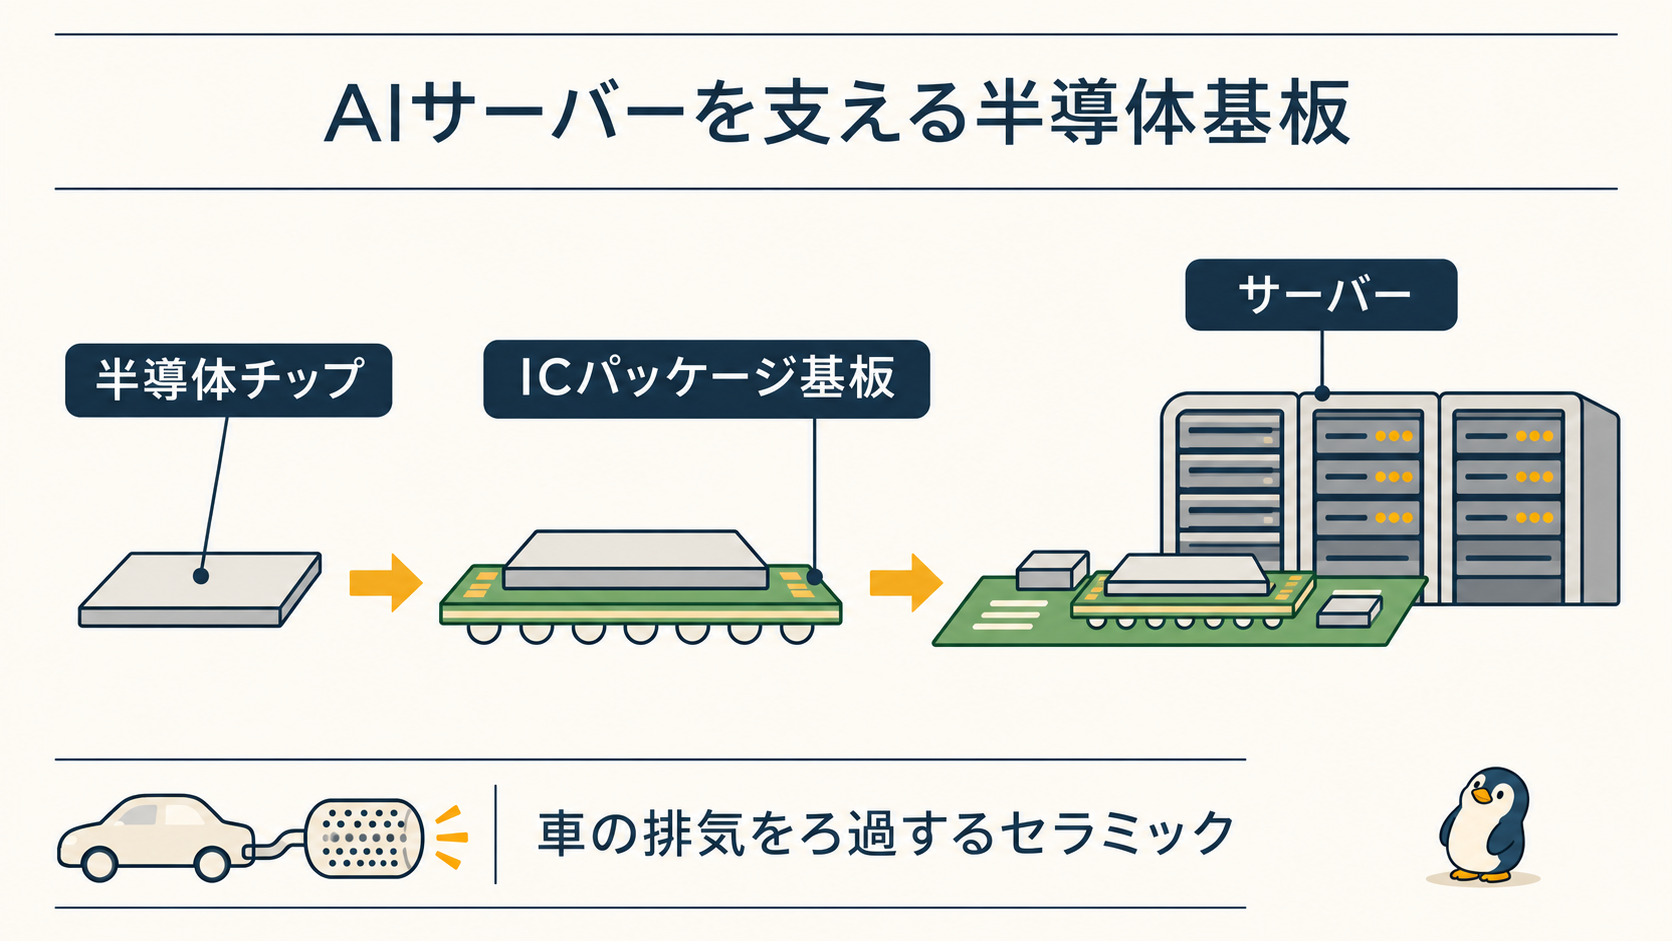 AIサーバーを支える半導体基板
サーバー
半導体チップ
ICパッケージ基板
車の排気をろ過するセラミック